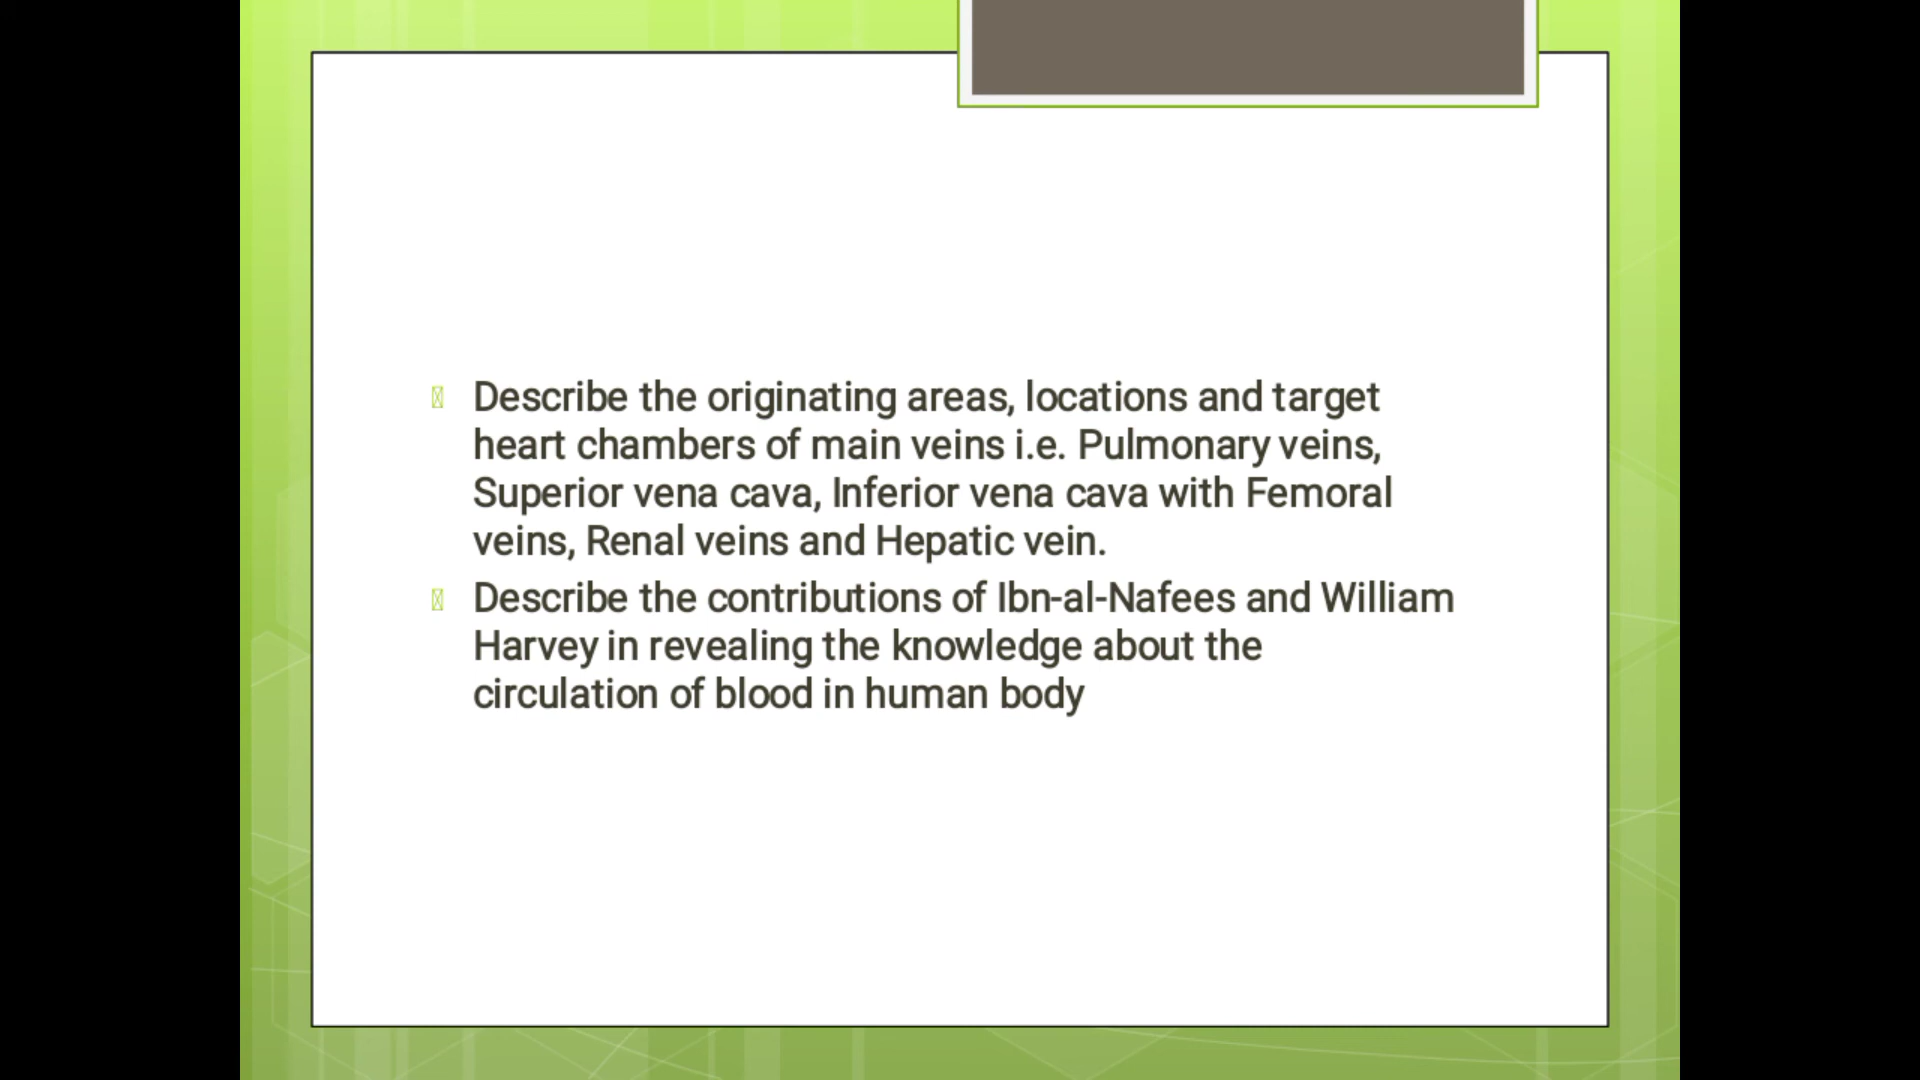 Describe the originating areas, locations and target
heart chambers of main veins i.e. Pulmonary veins,
Superior vena cava, Inferior vena cava with Femoral
veins, Renal veins and Hepatic vein.
Describe the contributions of Ibn-al-Nafees and William
Harvey in revealing the knowledge about the
circulation of blood in human body